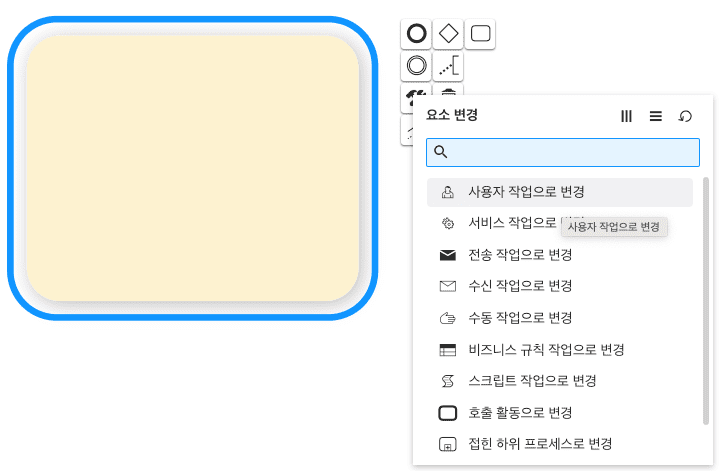 요소 변경
사용자 작업으로 변경
서비스 작업으로 변경
사용자 작업으로 변경
전송 작업으로 변경
수신 작업으로 변경
수동 작업으로 변경
비즈니스 규칙 작업으로 변경
스크립트 작업으로 변경
호출 활동으로 변경
접힌 하위 프로세스로 변경